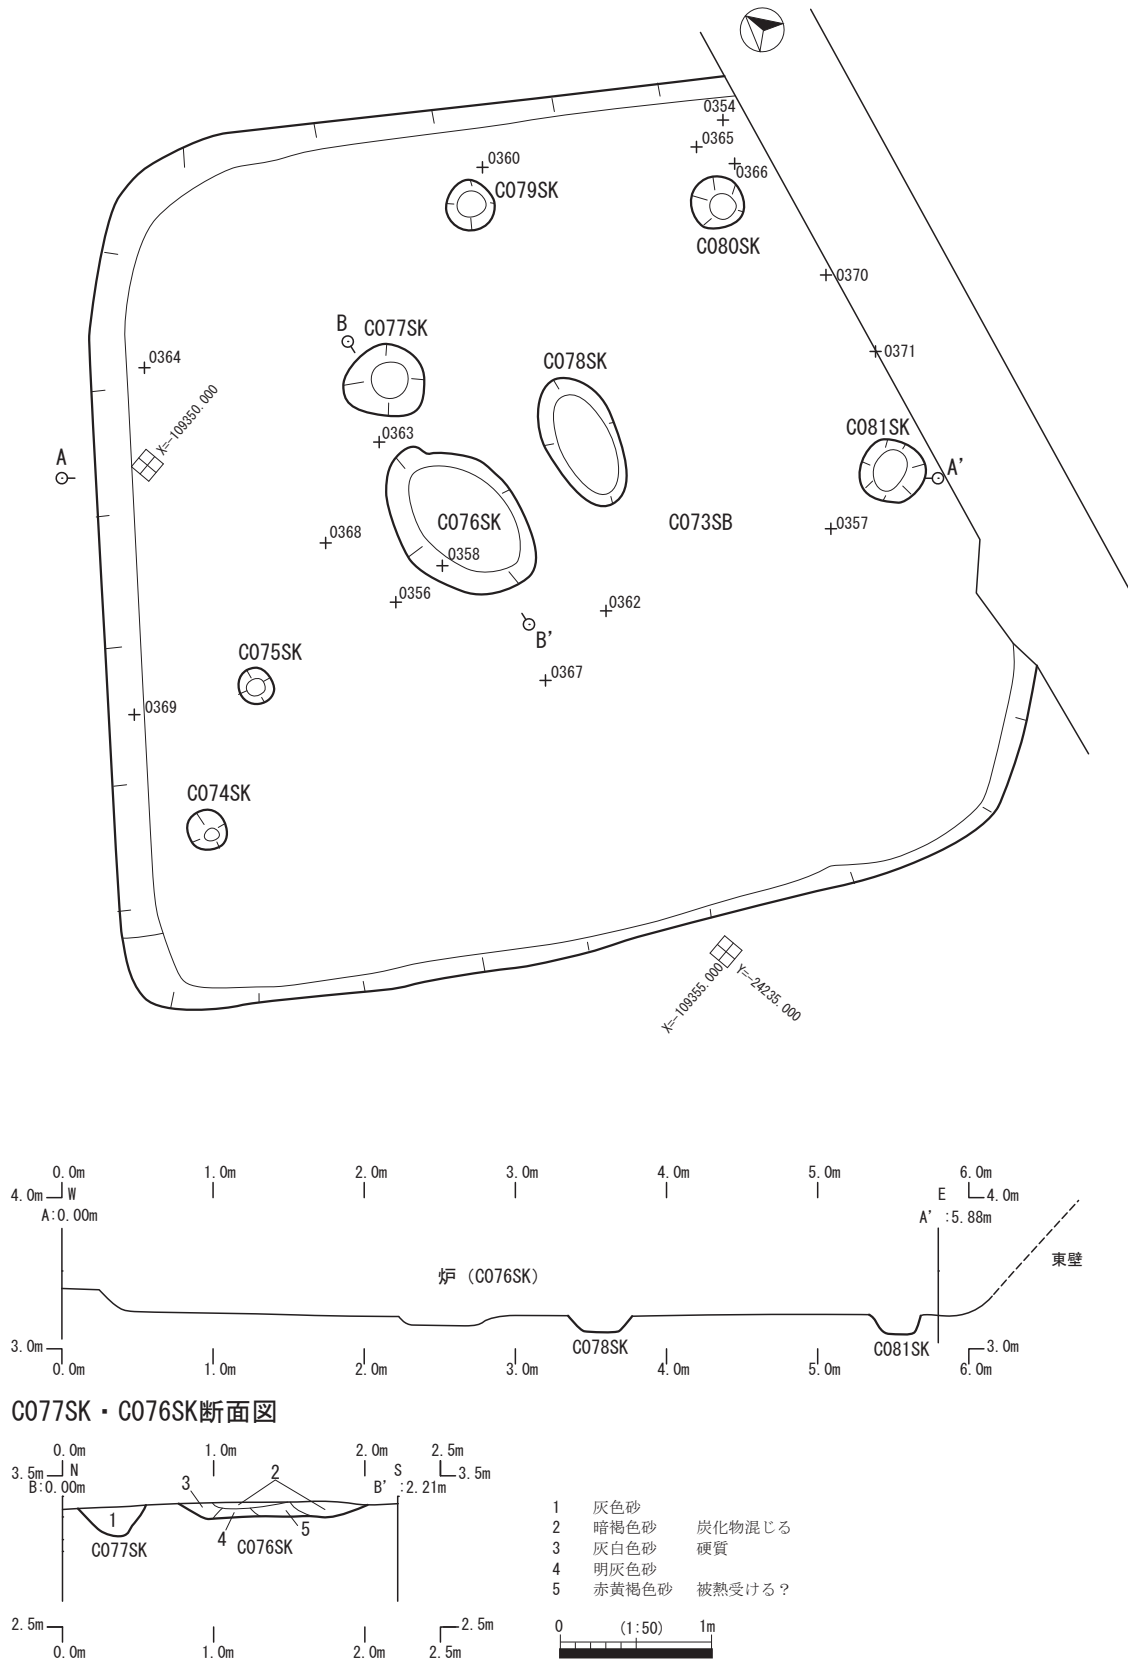 0354
0365
0366
0360
C079SK
C080SK
0370
B
C077SK
0371
0364
C078SK
X=-109350.000
C081SK
0363
A
A'
C076SK
C073SB
0357
0368
0358
0356
0362
B'
C075SK
0367
0369
C074SK
X=-109355.000
Y=-24235.000
0.0m 1.0m 2.0m 3.0m 4.0m 5.0m 6.0m
4.0m W E 4.0m
A:0.00m A' :5.88m
東壁
炉（C076SK）
C078SK C081SK
3.0m 3.0m
0.0m 1.0m 2.0m 3.0m 4.0m 5.0m 6.0m
C077SK・C076SK断面図
0.0m 1.0m 2.0m 2.5m
3.5m N S 3.5m
B:0.00m B' :2.21m
3 2
1
4 5
C077SK C076SK
1 灰色砂
2 暗褐色砂 炭化物混じる
3 灰白色砂 硬質
4 明灰色砂
5 赤黄褐色砂 被熱受ける？
2.5m 2.5m
0.0m 1.0m 2.0m 2.5m
0 (1:50) 1m